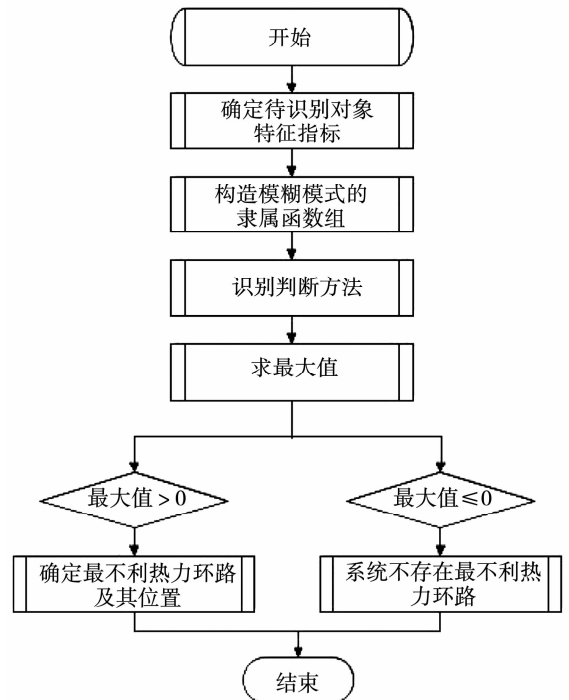 开始
确定待识别对象
特征指标
构造模糊模式的
隶属函数组
识别判断方法
求最大值
最大值>0
最大值≤0
确定最不利热力环路
及其位置
系统不存在最不利热
力环路
结束